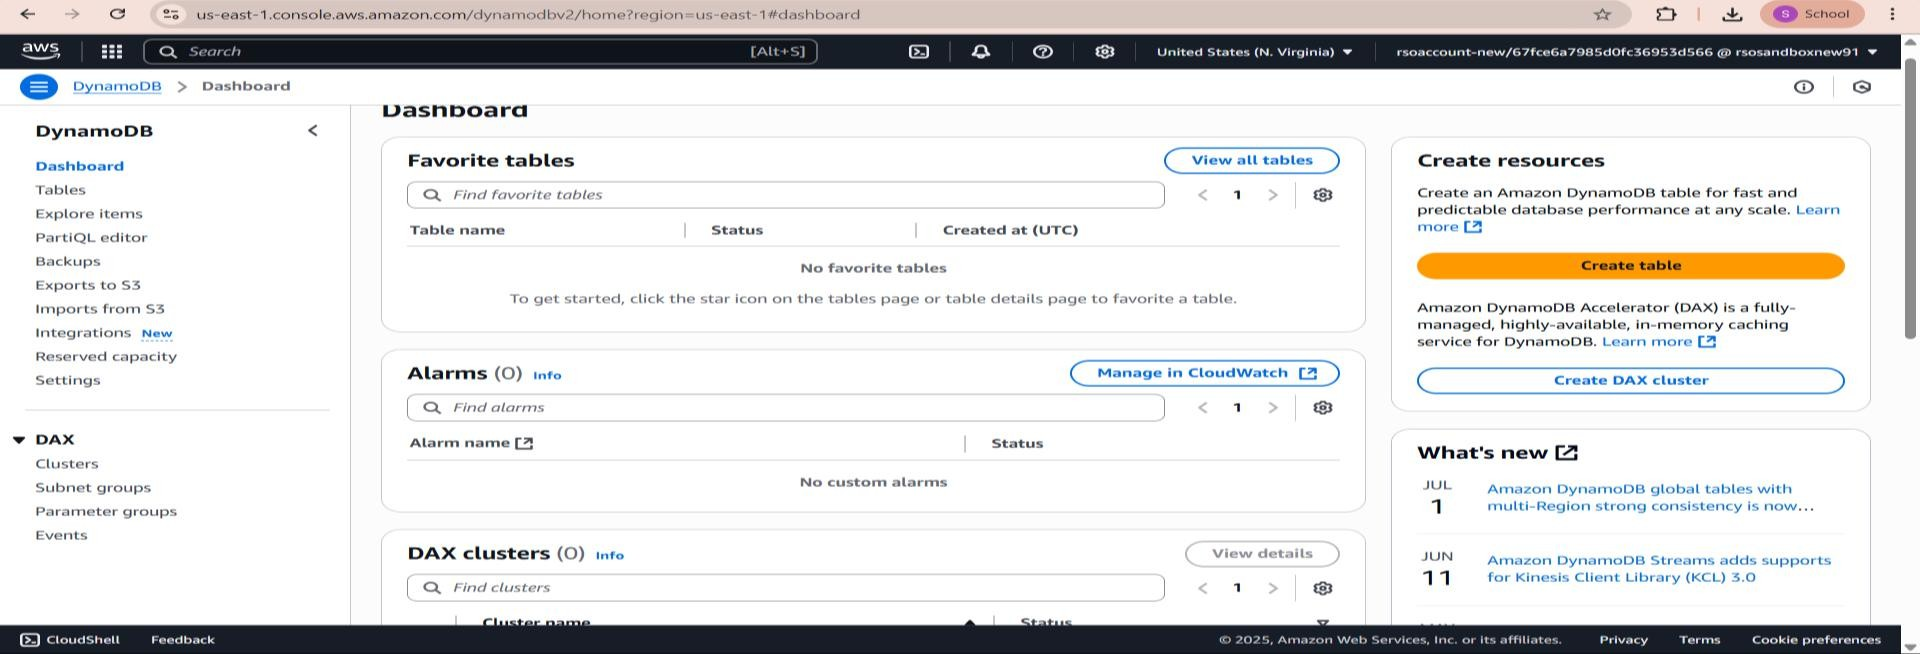 us-east-1.console.aws.amazon.com/dynamodbv2/home?region=us-east-1#dashboard
S School
aws
Search [Alt+S]
United States (N. Virginia)
rsoaccount-new/67fce6a7985d0fc36953d566 @ rsosandboxnew91
DynamoDB > Dashboard
DynamoDB
Dashboard
Tables
Explore items
PartiQL editor
Backups
Exports to S3
Imports from S3
Integrations New
Reserved capacity
Settings
DAX
Clusters
Subnet groups
Parameter groups
Events
Dashboard
Favorite tables
View all tables
Find favorite tables
1
Table name Status Created at (UTC)
No favorite tables
To get started, click the star icon on the tables page or table details page to favorite a table.
Alarms (0) Info
Manage in CloudWatch
Find alarms
1
Alarm name Status
No custom alarms
DAX clusters (0) Info
View details
Find clusters
1
Cluster name Status
Create resources
Create an Amazon DynamoDB table for fast and
predictable database performance at any scale. Learn
more
Create table
Amazon DynamoDB Accelerator (DAX) is a fully-
managed, highly-available, in-memory caching
service for DynamoDB. Learn more
Create DAX cluster
What's new
JUL
1
Amazon DynamoDB global tables with
multi-Region strong consistency is now...
JUN
11
Amazon DynamoDB Streams adds supports
for Kinesis Client Library (KCL) 3.0
CloudShell Feedback
© 2025, Amazon Web Services, Inc. or its affiliates. Privacy Terms Cookie preferences